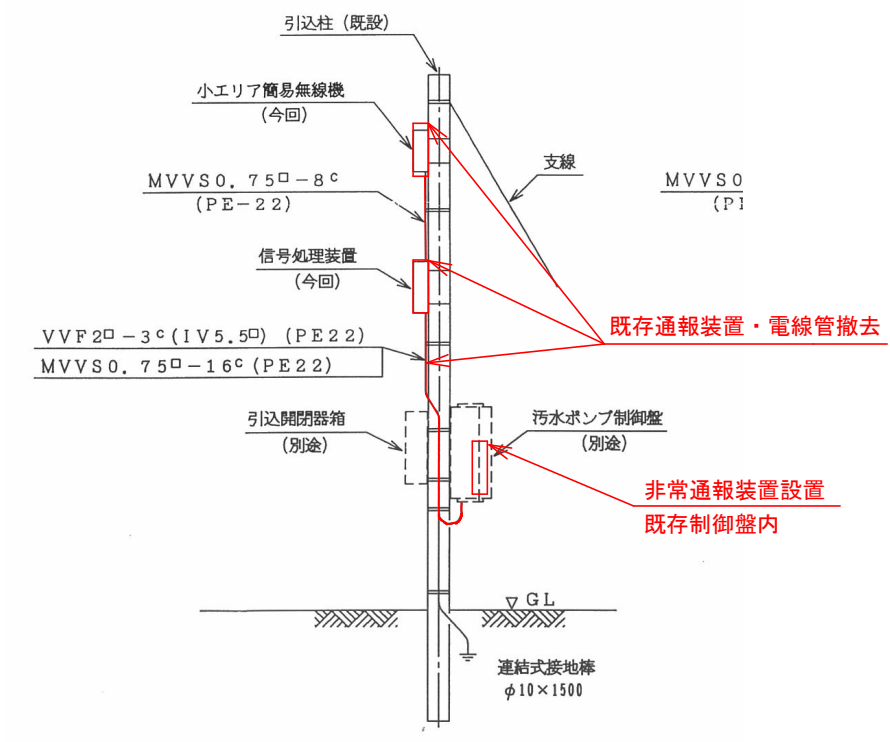 引込柱（既設）
小エリア簡易無線機
（今回）
支線
MVVS0.75□－8ᶜ
（PE－22）
MVVS0
（PE
信号処理装置
（今回）
既存通報装置・電線管撤去
VVF2□－3ᶜ（IV5.5□）（PE22）
MVVS0.75□－16ᶜ（PE22）
引込開閉器箱
（別途）
汚水ポンプ制御盤
（別途）
非常通報装置設置
既存制御盤内
GL
連結式接地棒
φ10×1500